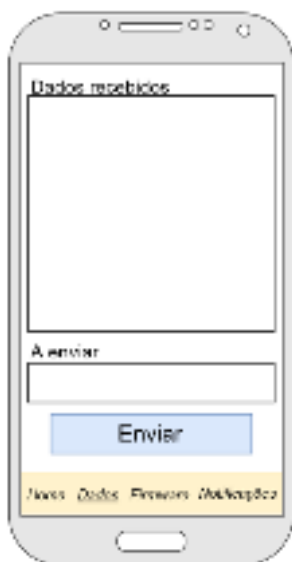 Dados recebidos
A enviar
Enviar
Home Dados Firmware Notificações